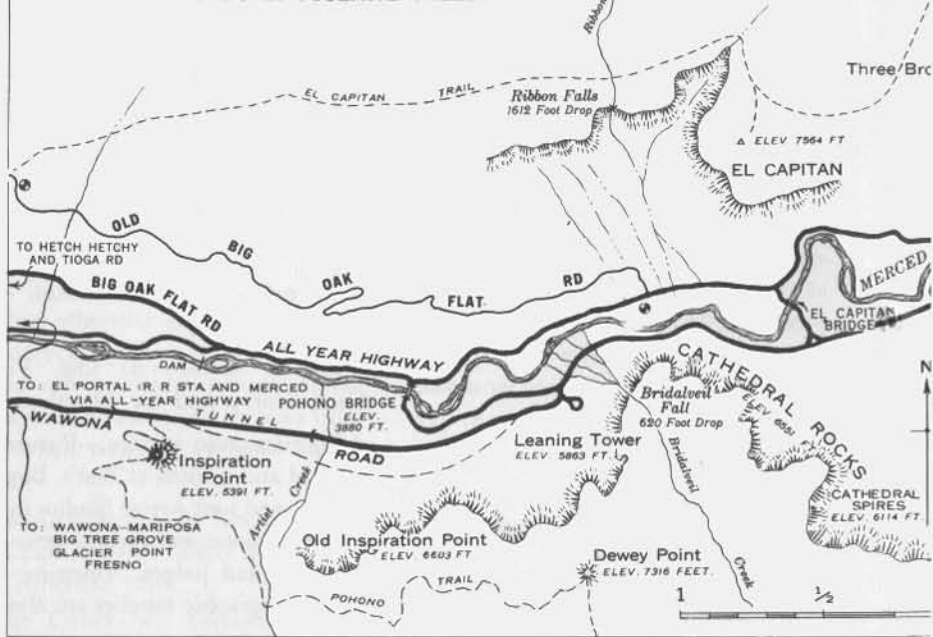 Ribbon
EL CAPITAN TRAIL
Ribbon Falls
1612 Foot Drop
Three Bro
ELEV 7564 FT
EL CAPITAN
OLD BIG OAK FLAT RD
TO HETCH HETCHY
AND TIOGA RD
BIG OAK FLAT RD
MERCED
EL CAPITAN
BRIDGE
ALL YEAR HIGHWAY
DAM
TO: EL PORTAL (R. R STA. AND MERCED
VIA ALL-YEAR HIGHWAY
POHONO BRIDGE
ELEV.
3880 FT.
WAWONA TUNNEL ROAD
CATHEDRAL ROCKS
ELEV 6551 FT
Bridalveil
Fall
620 Foot Drop
N
Leaning Tower
ELEV. 5863 FT.
Inspiration
Point
ELEV. 5391 FT.
Artist Creek
Bridalveil Creek
CATHEDRAL
SPIRES
ELEV. 6114 FT.
TO: WAWONA-MARIPOSA
BIG TREE GROVE
GLACIER POINT
FRESNO
Old Inspiration Point
ELEV. 6603 FT
Dewey Point
ELEV. 7316 FEET.
POHONO TRAIL
1 1/2